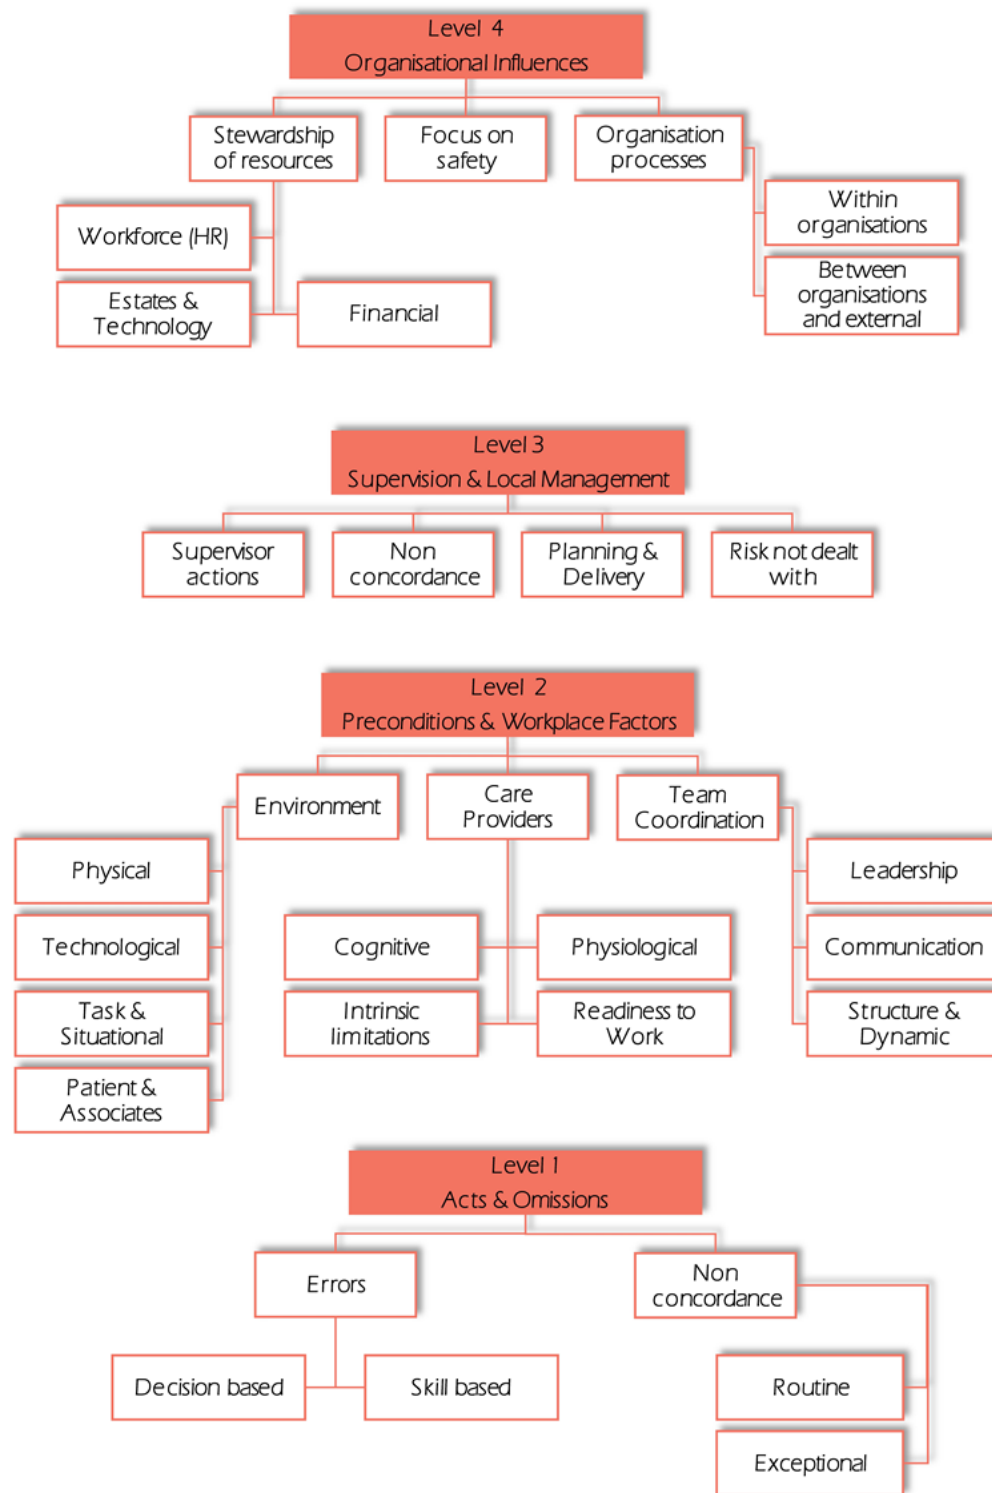 Level 4
Organisational Influences
Stewardship
of resources
Focus on
safety
Organisation
processes
Within
organisations
Workforce (HR)
Between
organisations
and external
Estates &
Technology
Financial
Level 3
Supervision & Local Management
Supervisor
actions
Non
concordance
Planning &
Delivery
Risk not dealt
with
Level 2
Preconditions & Workplace Factors
Environment
Care
Providers
Team
Coordination
Physical
Leadership
Technological
Cognitive
Physiological
Communication
Task &
Situational
Intrinsic
limitations
Readiness to
Work
Structure &
Dynamic
Patient &
Associates
Level 1
Acts & Omissions
Errors
Non
concordance
Decision based
Skill based
Routine
Exceptional